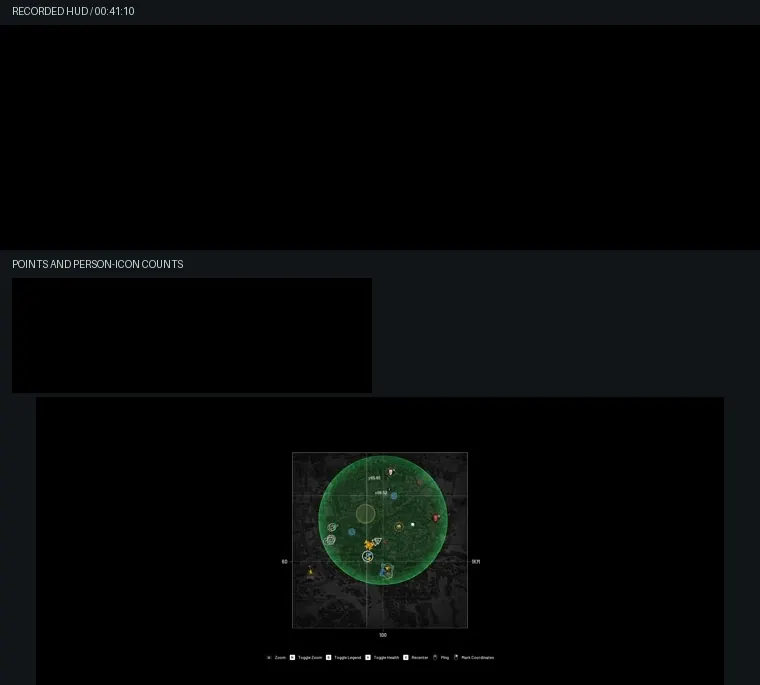 RECORDED HUD / 00:41:10
POINTS AND PERSON-ICON COUNTS
100
Zoom Toggle Zoom Toggle Legend Toggle Health Recenter Ping Mark Coordinates